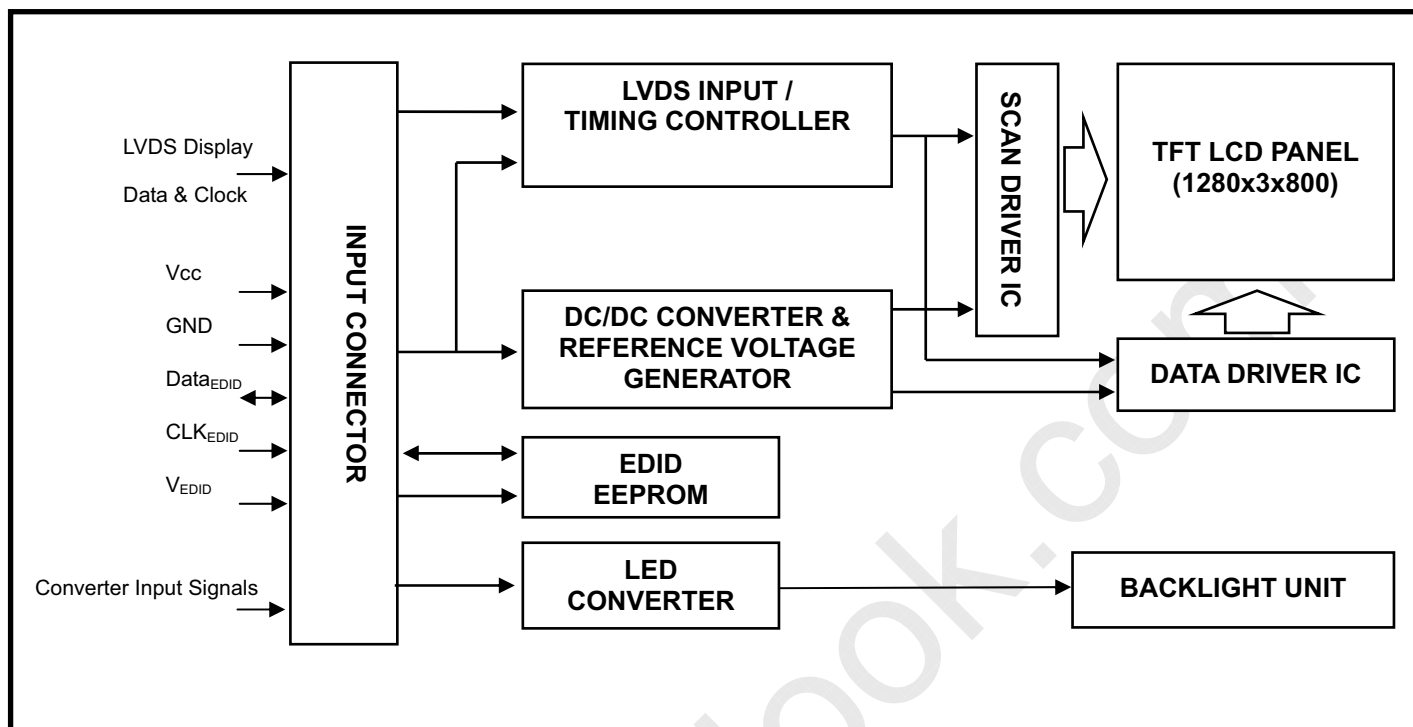 LVDS Display
Data & Clock
Vcc
GND
DataEDID
CLKEDID
VEDID
Converter Input Signals
INPUT CONNECTOR
LVDS INPUT /
TIMING CONTROLLER
DC/DC CONVERTER &
REFERENCE VOLTAGE
GENERATOR
EDID
EEPROM
LED
CONVERTER
SCAN DRIVER IC
TFT LCD PANEL
(1280x3x800)
DATA DRIVER IC
BACKLIGHT UNIT
look.com